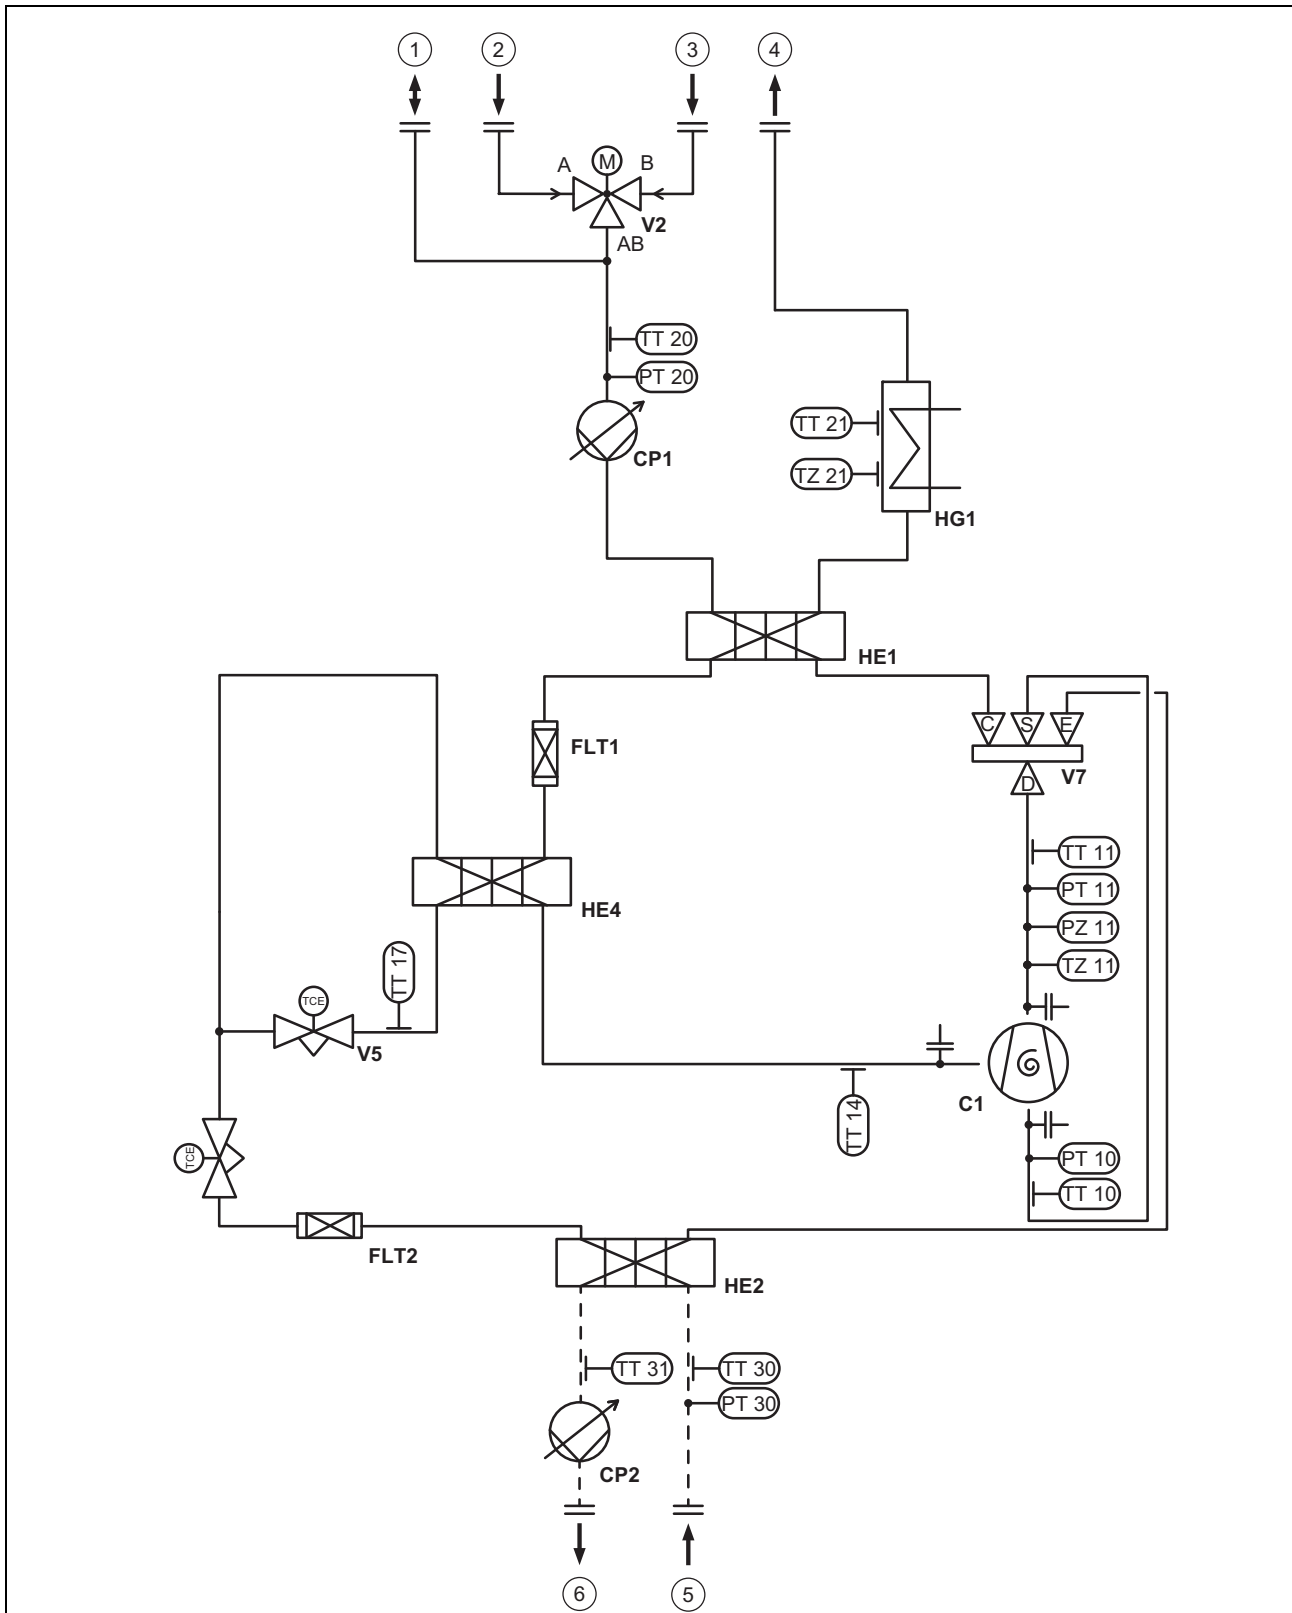 1 2 3 4
A M B
V2
AB
TT 20
PT 20
CP1
TT 21
TZ 21
HG1
HE1
C S E
V7
D
FLT1
TT 11
PT 11
PZ 11
TZ 11
HE4
TT 17
TCE
V5
C1
TT 14
TCE
PT 10
TT 10
FLT2
HE2
TT 31 TT 30
PT 30
CP2
6 5